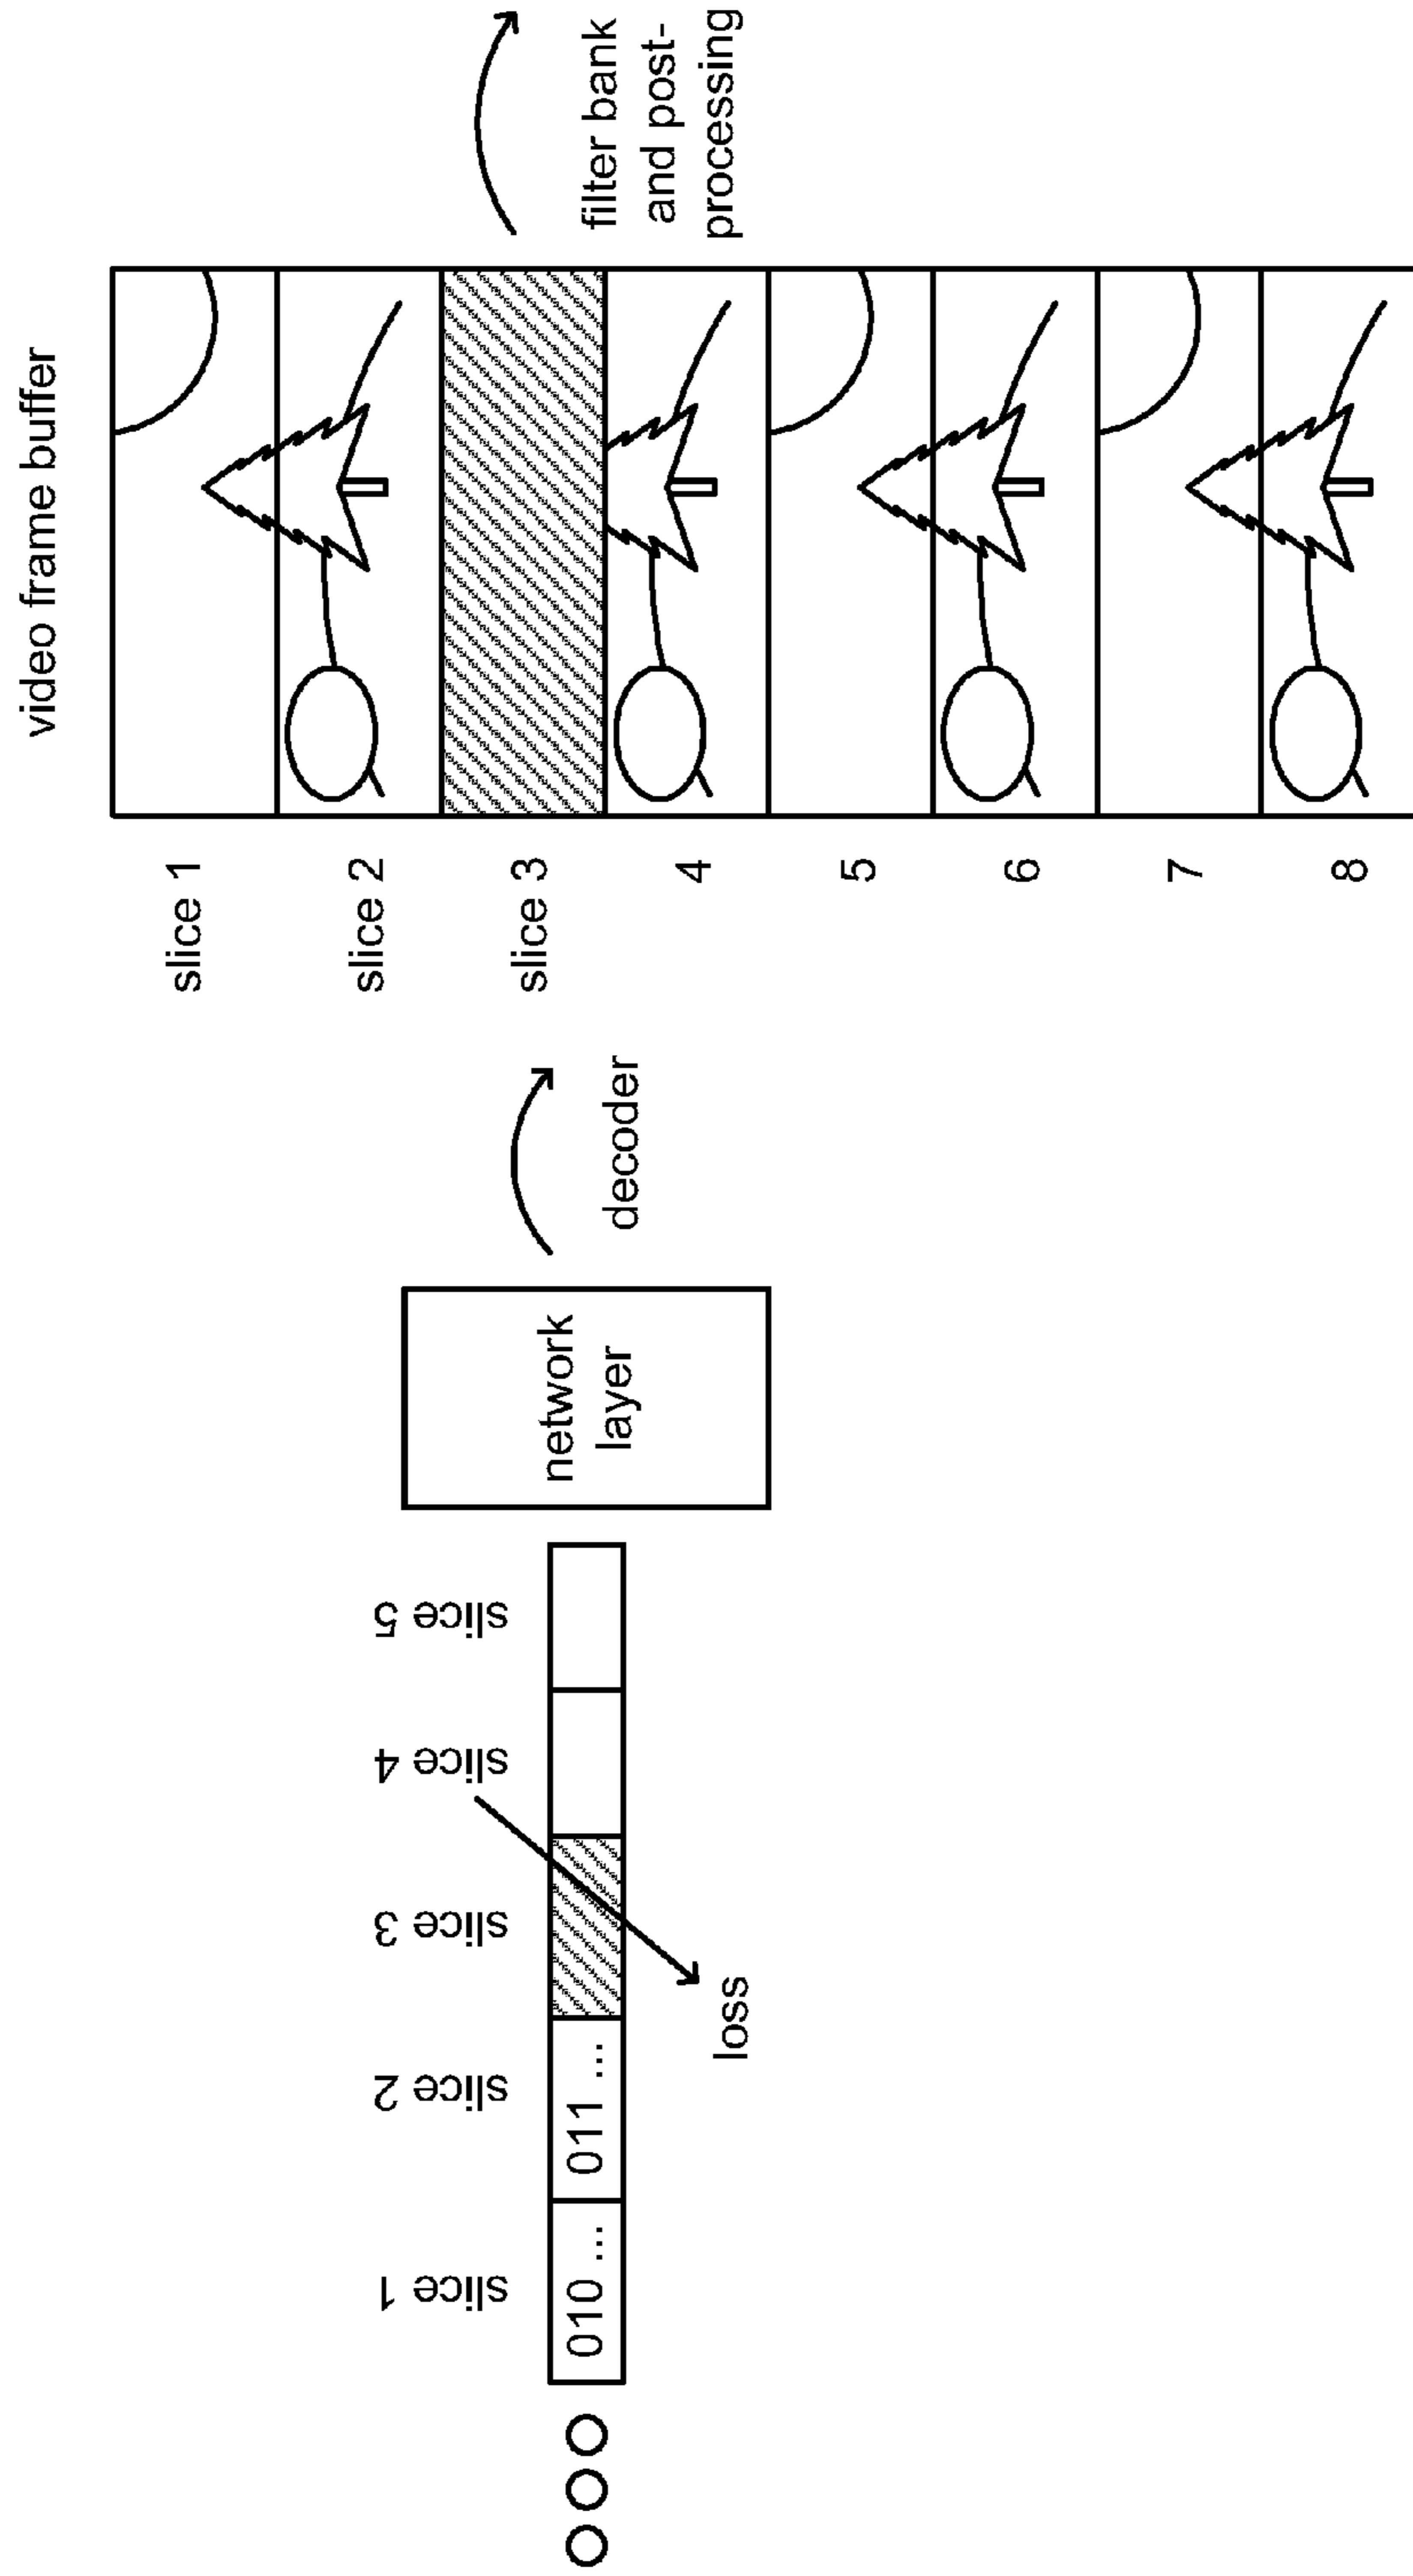 slice 1
slice 2
slice 3
slice 4
slice 5
010 ...
011 ...
loss
network
layer
decoder
video frame buffer
slice 1
slice 2
slice 3
4
5
6
7
8
filter bank
and post-
processing